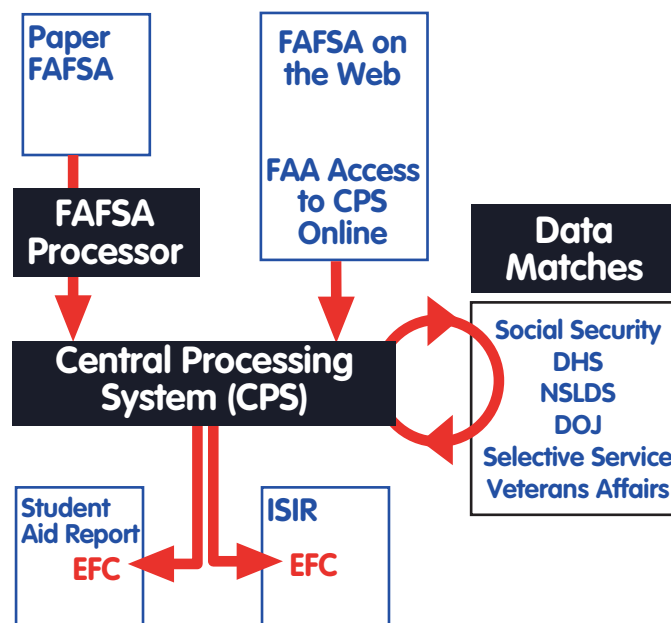 Paper
FAFSA
FAFSA on
the Web
FAA Access
to CPS
Online
FAFSA
Processor
Data
Matches
Social Security
DHS
NSLDS
DOJ
Selective Service
Veterans Affairs
Central Processing
System (CPS)
Student
Aid Report
EFC
ISIR
EFC